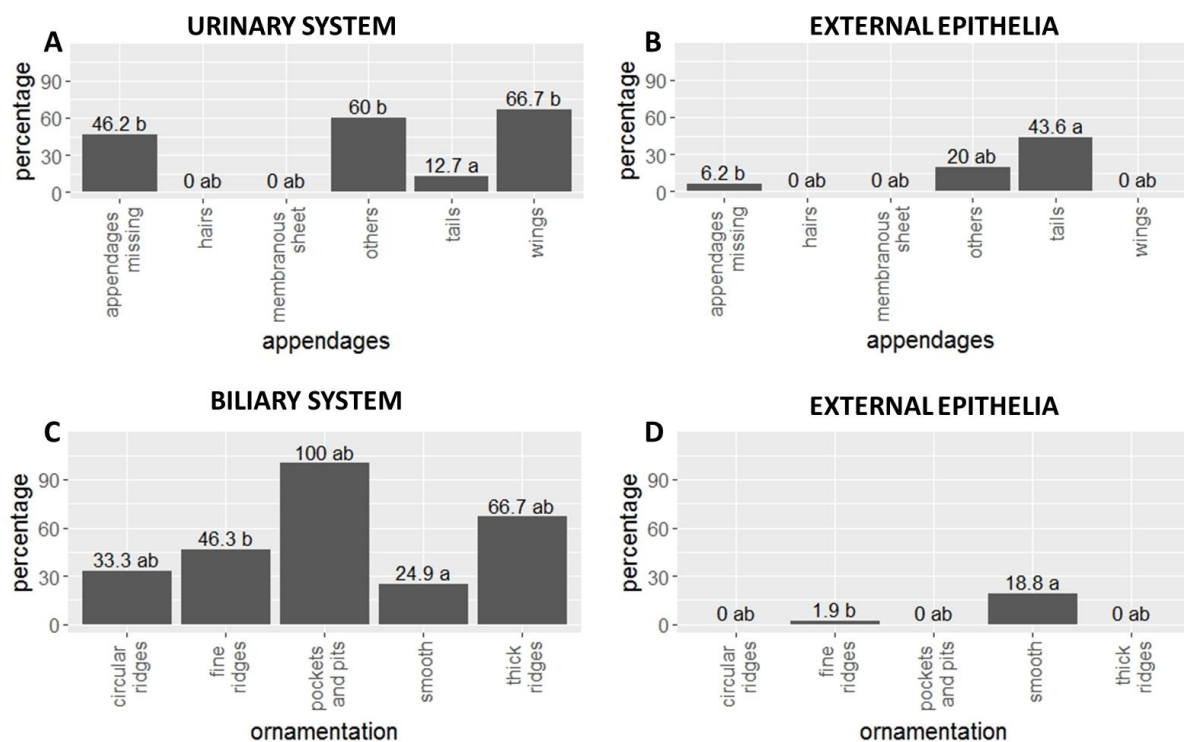 URINARY SYSTEM
A
percentage
90
60
30
0
46.2 b
0 ab
0 ab
60 b
12.7 a
66.7 b
appendages
missing
hairs
membranous
sheet
others
tails
wings
appendages
EXTERNAL EPITHELIA
B
percentage
90
60
30
0
6.2 b
0 ab
0 ab
20 ab
43.6 a
0 ab
appendages
missing
hairs
membranous
sheet
others
tails
wings
appendages
BILIARY SYSTEM
C
percentage
90
60
30
0
33.3 ab
46.3 b
100 ab
24.9 a
66.7 ab
circular
ridges
fine
ridges
pockets
and pits
smooth
thick
ridges
ornamentation
EXTERNAL EPITHELIA
D
percentage
90
60
30
0
0 ab
1.9 b
0 ab
18.8 a
0 ab
circular
ridges
fine
ridges
pockets
and pits
smooth
thick
ridges
ornamentation